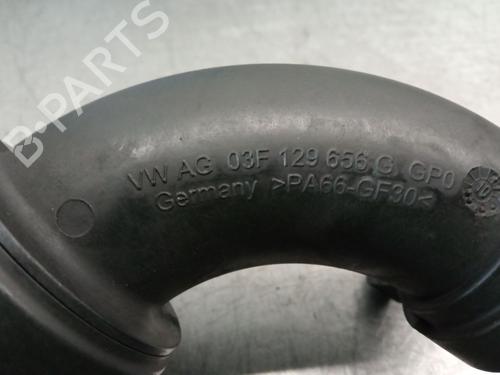 VW AG 03F 129 656 G GP0
Germany >PA66-GF30<
B-PARTS